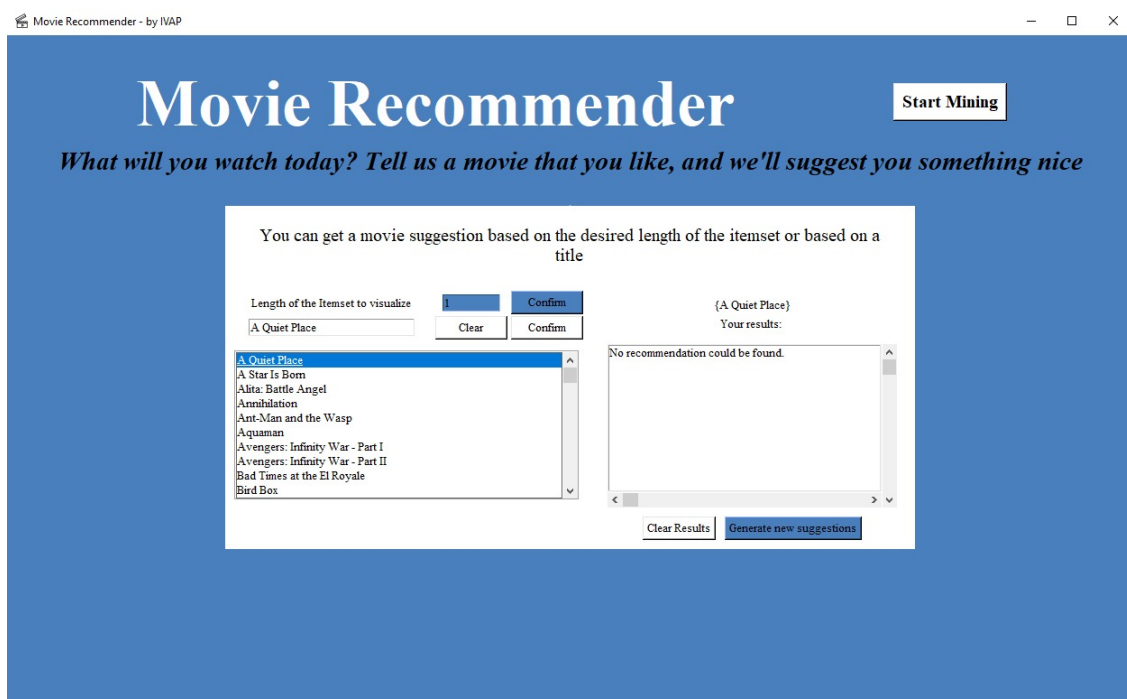 Movie Recommender - by IVAP
Movie Recommender
Start Mining
What will you watch today? Tell us a movie that you like, and we'll suggest you something nice
You can get a movie suggestion based on the desired length of the itemset or based on a
title
Length of the Itemset to visualize
1
Confirm
A Quiet Place
Clear
Confirm
A Quiet Place
A Star Is Born
Alita: Battle Angel
Annihilation
Ant-Man and the Wasp
Aquaman
Avengers: Infinity War - Part I
Avengers: Infinity War - Part II
Bad Times at the El Royale
Bird Box
{A Quiet Place}
Your results:
No recommendation could be found.
Clear Results
Generate new suggestions